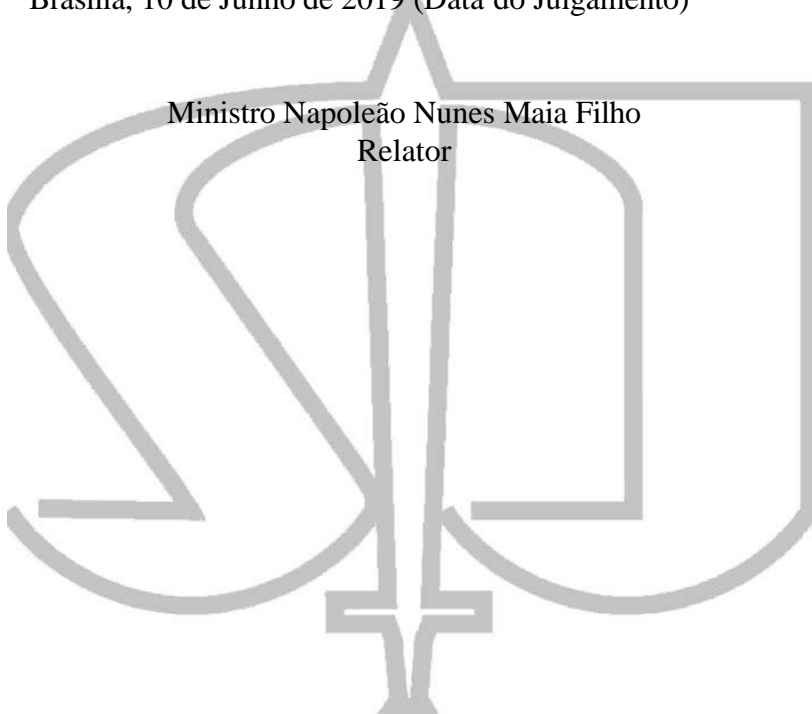 Brasília, 10 de Junho de 2019 (Data do Julgamento)
Ministro Napoleão Nunes Maia Filho
Relator